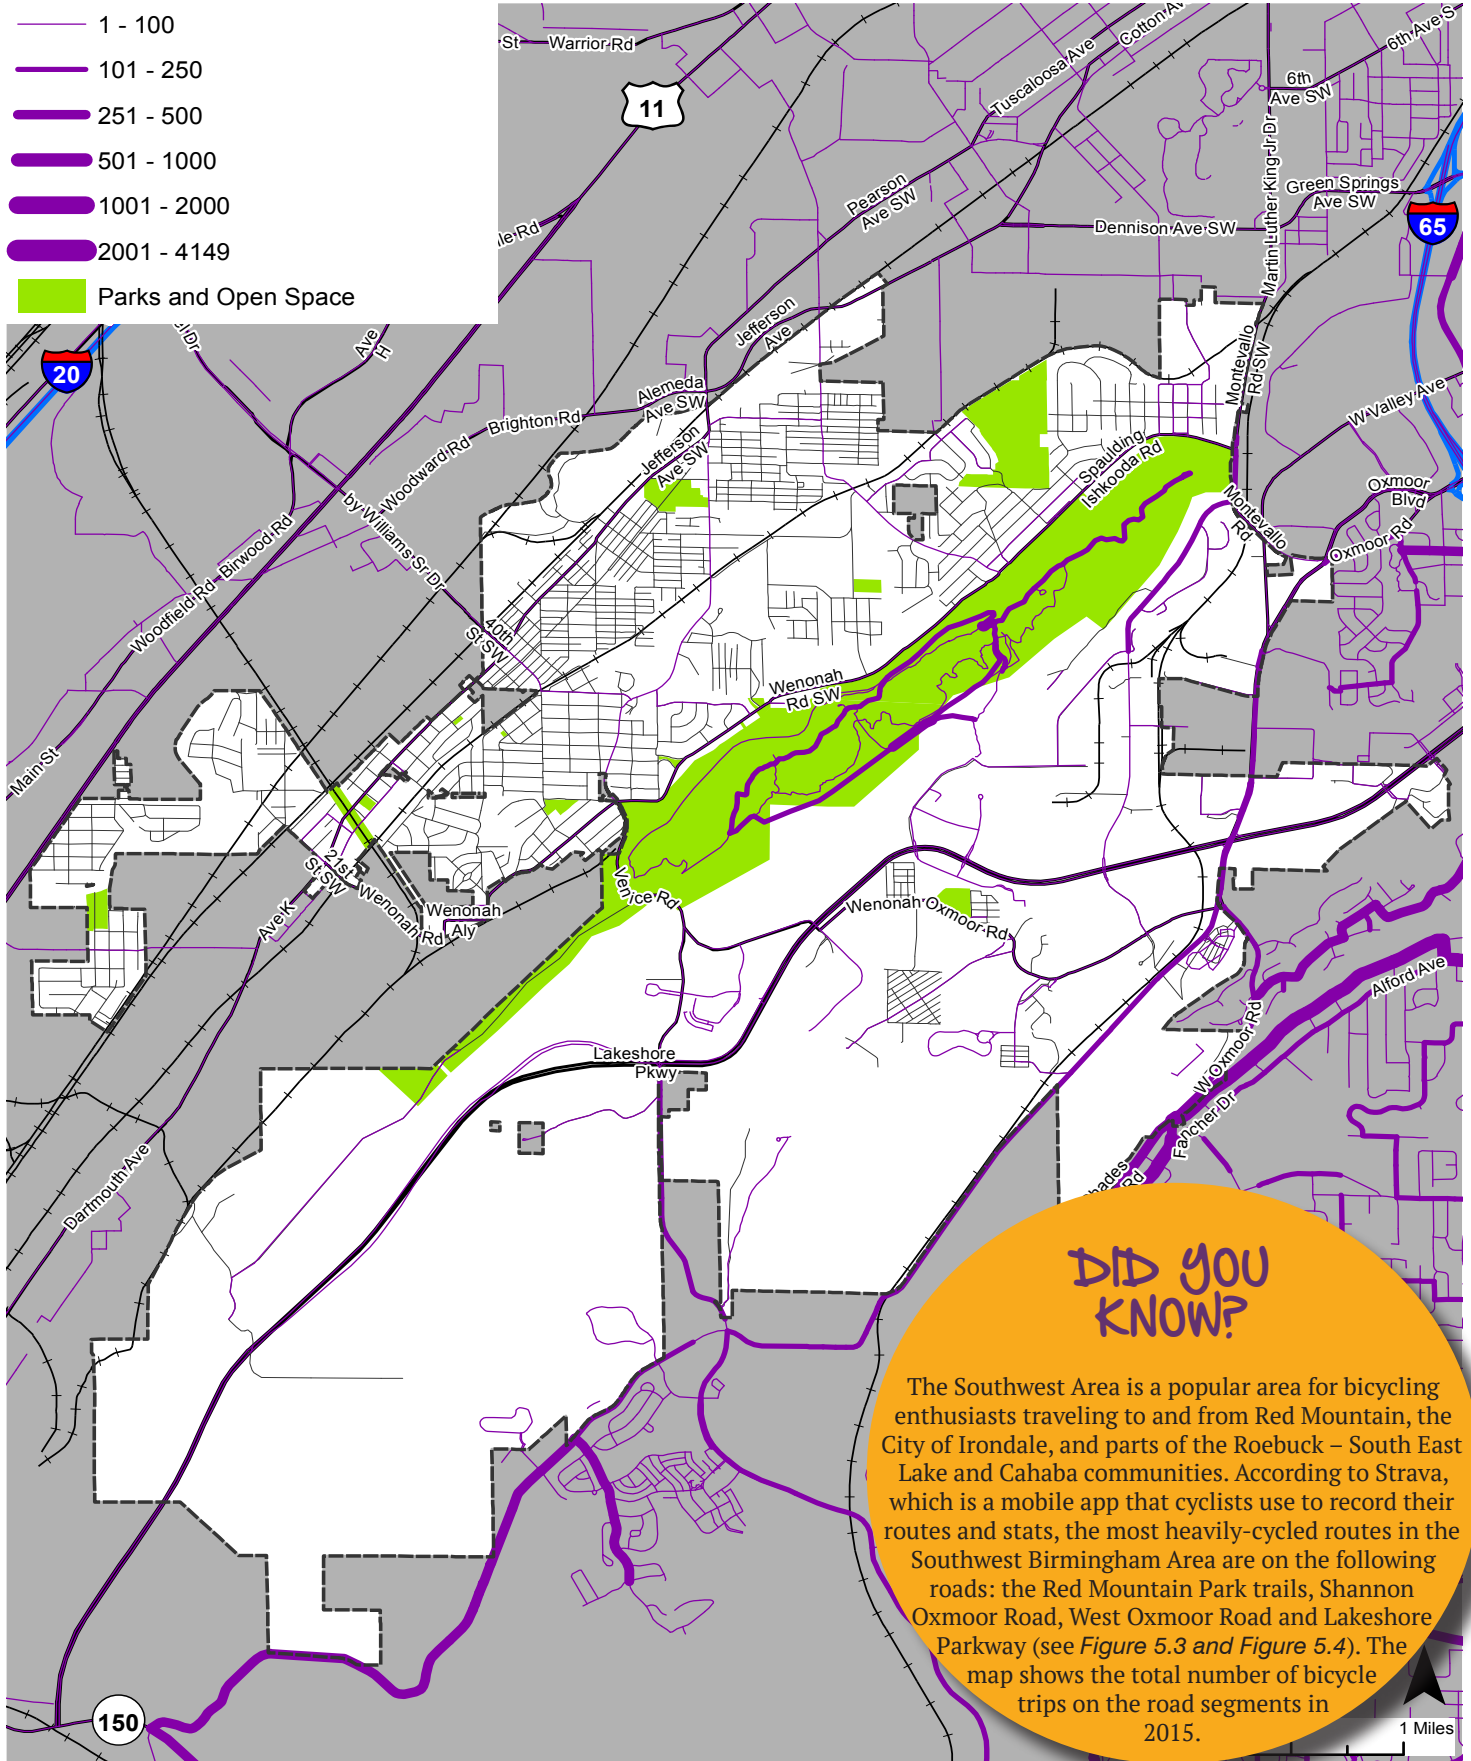 1 - 100
101 - 250
251 - 500
501 - 1000
1001 - 2000
2001 - 4149
Parks and Open Space
St
Warrior Rd
11
Tuscaloosa Ave
6th Ave S
6th
Ave SW
Martin Luther King Jr Dr
Pearson
Ave SW
Green Springs
Ave SW
Dennison Ave SW
65
20
Ave
H
Jefferson
Ave
Alemeda
Ave SW
Brighton Rd
Woodward Rd
Jefferson
Ave SW
Montevallo
Rd SW
W Valley Ave
Spaulding
Ishkooda Rd
Oxmoor
Blvd
Oxmoor Rd
Montevallo
Rd
by Williams Sr Dr
Birwood Rd
Woodfield Rd
40th
St SW
Wenonah
Rd SW
Main St
21st
St SW
Wenonah Rd
Wenonah
Aly
Ave K
Venice Rd
Wenonah Oxmoor Rd
Alford Ave
Lakeshore
Pkwy
W Oxmoor Rd
Fancher Dr
Dartmouth Ave
Rd
150
DID YOU
KNOW?
The Southwest Area is a popular area for bicycling
enthusiasts traveling to and from Red Mountain, the
City of Irondale, and parts of the Roebuck – South East
Lake and Cahaba communities. According to Strava,
which is a mobile app that cyclists use to record their
routes and stats, the most heavily-cycled routes in the
Southwest Birmingham Area are on the following
roads: the Red Mountain Park trails, Shannon
Oxmoor Road, West Oxmoor Road and Lakeshore
Parkway (see Figure 5.3 and Figure 5.4). The
map shows the total number of bicycle
trips on the road segments in
2015.
1 Miles